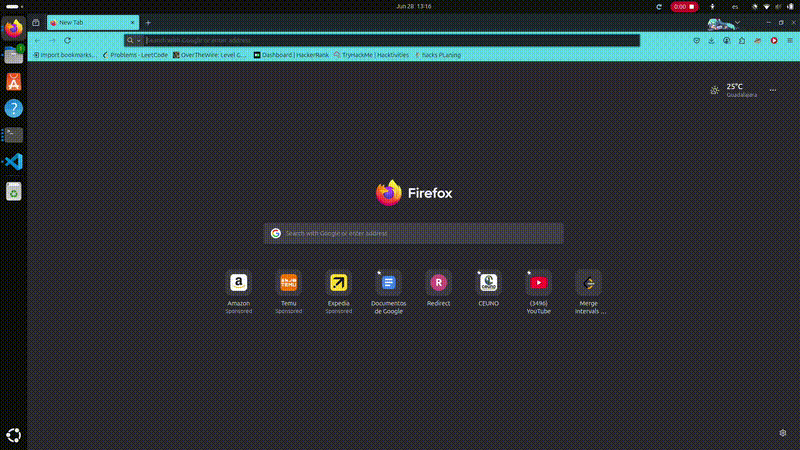 Jun 28 13:16
0:00
es
New Tab
Search with Google or enter address
Import bookmarks...
Problems - LeetCode
OverTheWire: Level G...
Dashboard | HackerRank
TryHackMe | Hacktivities
hacks PLaning
25°C
Guadalajara
Firefox
Search with Google or enter address
Amazon
Sponsored
Temu
Sponsored
Expedia
Sponsored
Documentos
de Google
Redirect
CEUNO
(3496)
YouTube
Merge
Intervals ...